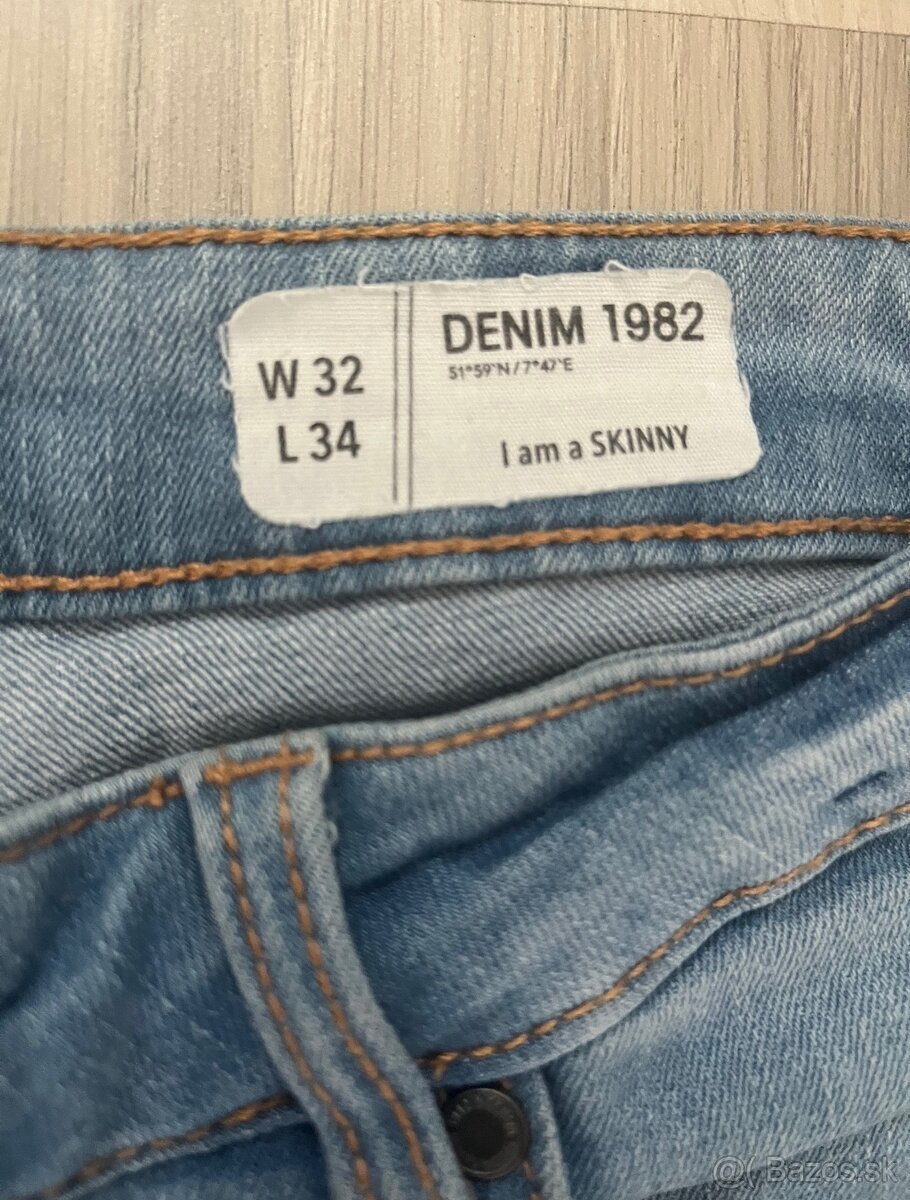 W 32
L 34
DENIM 1982
51°59'N/7°47'E
I am a SKINNY
@ Bazos.sk